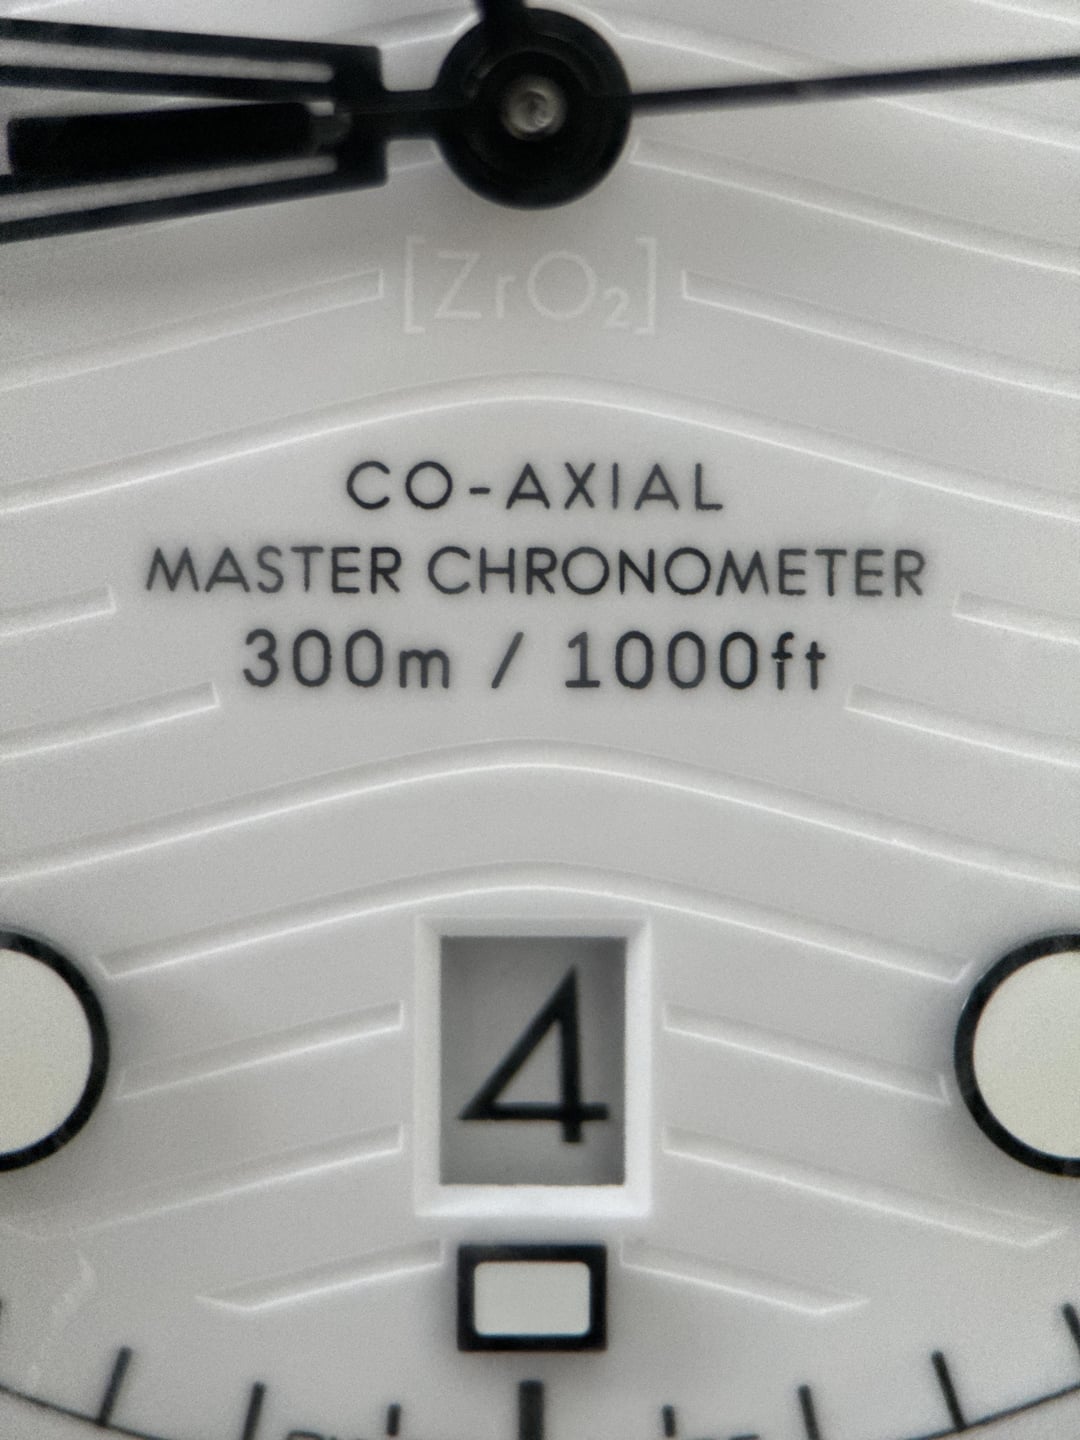 [ZrO₂]
CO-AXIAL
MASTER CHRONOMETER
300m / 1000ft
4